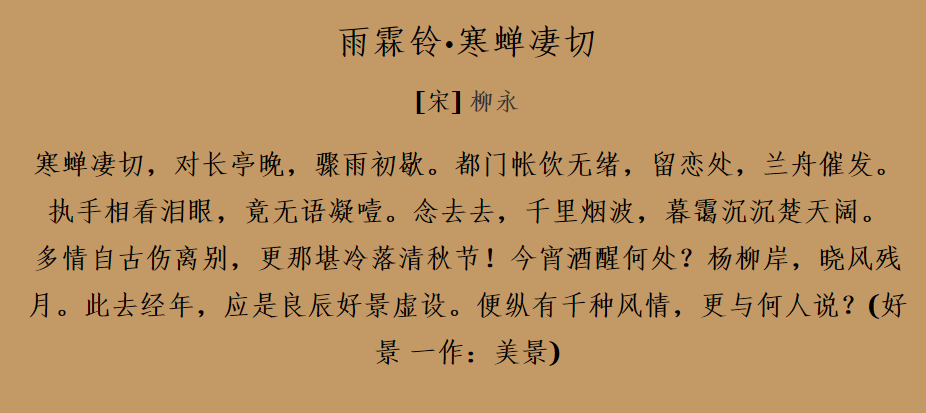 雨霖铃·寒蝉凄切
[宋] 柳永
寒蝉凄切，对长亭晚，骤雨初歇。都门帐饮无绪，留恋处，兰舟催发。
执手相看泪眼，竟无语凝噎。念去去，千里烟波，暮霭沉沉楚天阔。
多情自古伤离别，更那堪冷落清秋节！今宵酒醒何处？杨柳岸，晓风残
月。此去经年，应是良辰好景虚设。便纵有千种风情，更与何人说？(好
景 一作：美景)